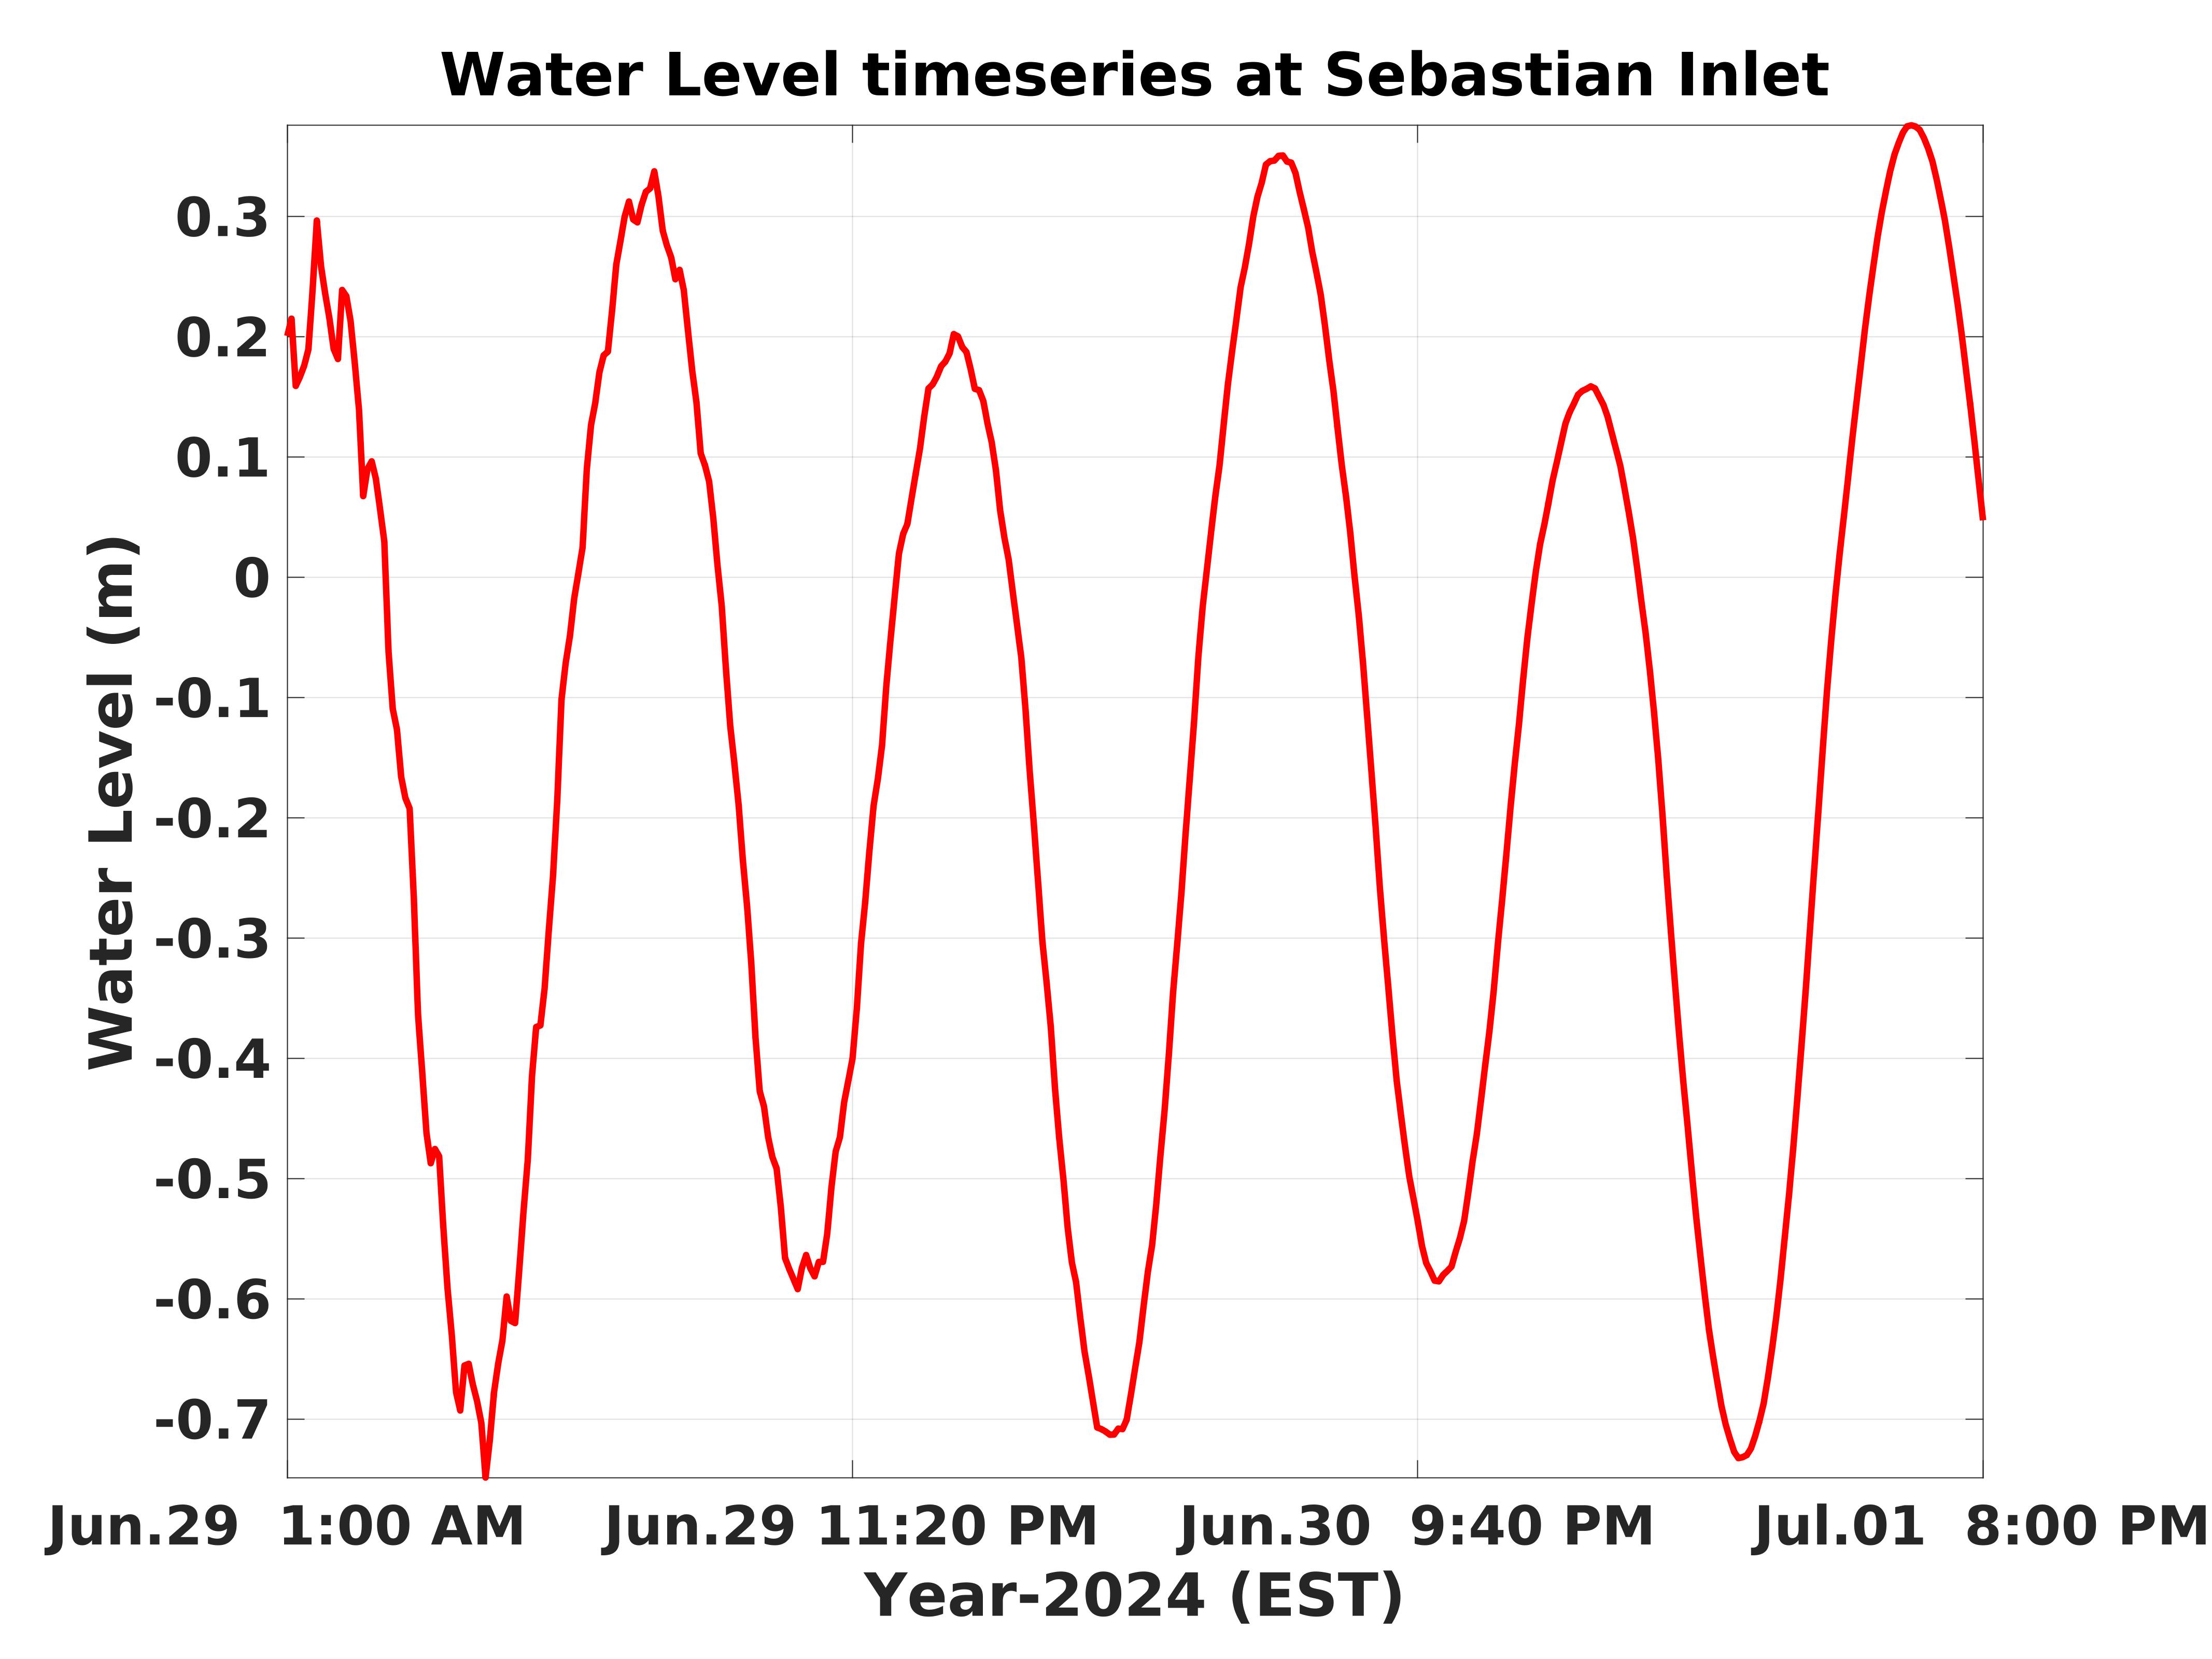 Water Level timeseries at Sebastian Inlet
Water Level (m)
0.3
0.2
0.1
0
-0.1
-0.2
-0.3
-0.4
-0.5
-0.6
-0.7
Jun.29  1:00 AM
Jun.29 11:20 PM
Jun.30  9:40 PM
Jul.01  8:00 PM
Year-2024 (EST)